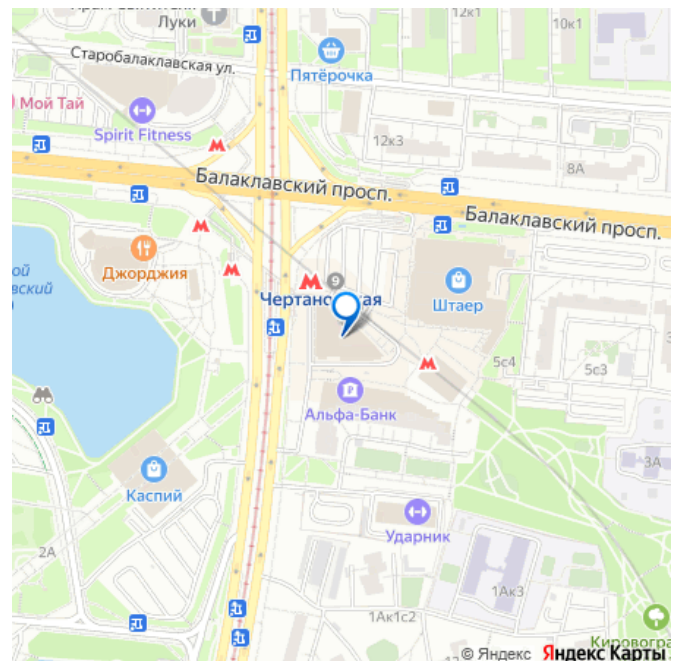 Луки
12к1
10к1
Старобалаклавская ул.
Пятёрочка
Мой Тай
Spirit Fitness
12к3
8А
Балаклавский просп.
Балаклавский просп.
Джорджия
9
Штаер
5с4
5с3
Альфа-Банк
3А
Каспий
Ударник
2А
1Ак3
1Ак1с2
© Яндекс Яндекс Карты